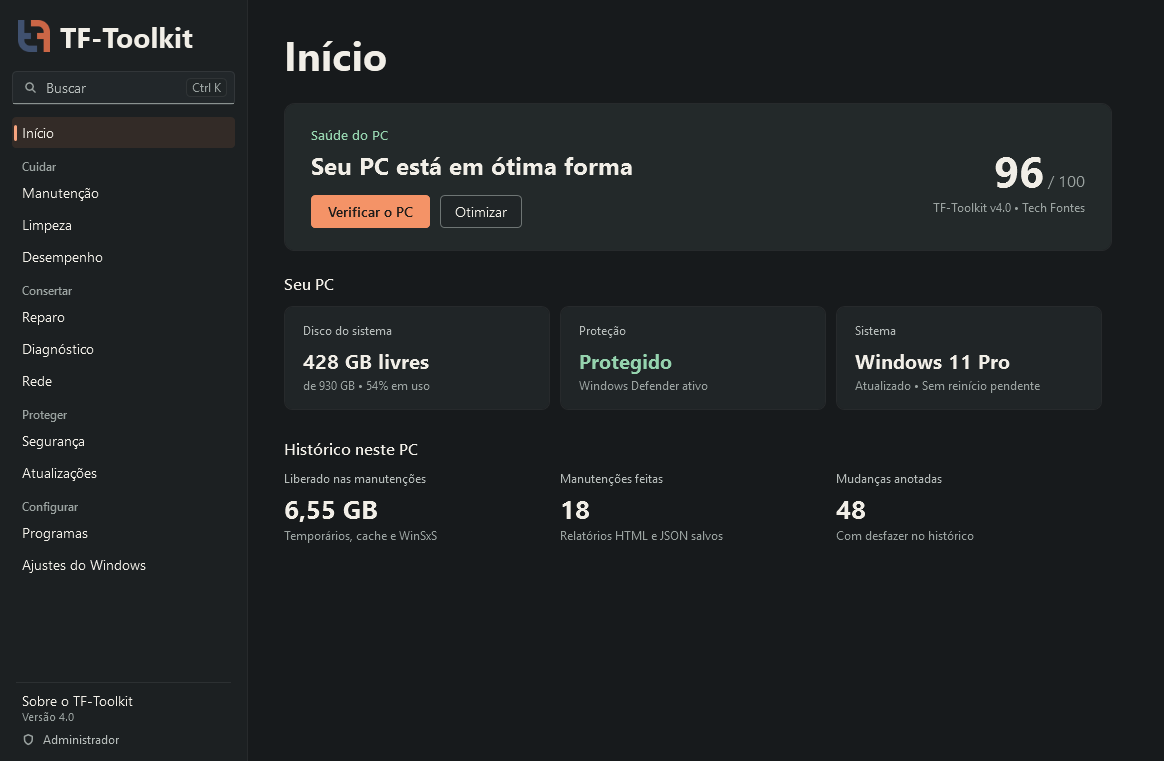 TF-Toolkit
Buscar Ctrl K
Início
Cuidar
Manutenção
Limpeza
Desempenho
Consertar
Reparo
Diagnóstico
Rede
Proteger
Segurança
Atualizações
Configurar
Programas
Ajustes do Windows
Sobre o TF-Toolkit
Versão 4.0
Administrador
Início
Saúde do PC
Seu PC está em ótima forma
Verificar o PC Otimizar
96 / 100
TF-Toolkit v4.0 • Tech Fontes
Seu PC
Disco do sistema
428 GB livres
de 930 GB • 54% em uso
Proteção
Protegido
Windows Defender ativo
Sistema
Windows 11 Pro
Atualizado • Sem reinício pendente
Histórico neste PC
Liberado nas manutenções
6,55 GB
Temporários, cache e WinSxS
Manutenções feitas
18
Relatórios HTML e JSON salvos
Mudanças anotadas
48
Com desfazer no histórico